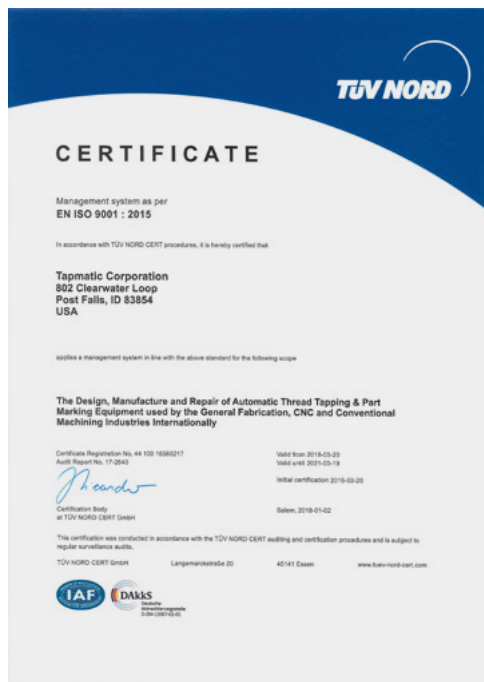 TÜV NORD
CERTIFICATE
Management system as per
EN ISO 9001 : 2015
In accordance with TÜV NORD CERT procedures, it is hereby certified that
Tapmatic Corporation
802 Clearwater Loop
Post Falls, ID 83854
USA
applies a management system in line with the above standard for the following scope
The Design, Manufacture and Repair of Automatic Thread Tapping & Part
Marking Equipment used by the General Fabrication, CNC and Conventional
Machining Industries Internationally
Certificate Registration No. 44 100 16560217
Audit Report No. 17-2643
Valid from 2018-03-20
Valid until 2021-03-19
Initial certification 2015-03-20
Certification Body
at TÜV NORD CERT GmbH
Salem, 2018-01-02
This certification was conducted in accordance with the TÜV NORD CERT auditing and certification procedures and is subject to
regular surveillance audits.
TÜV NORD CERT GmbH Langemarckstraße 20 45141 Essen www.tuev-nord-cert.com
IAF
DAkkS
Deutsche
Akkreditierungsstelle